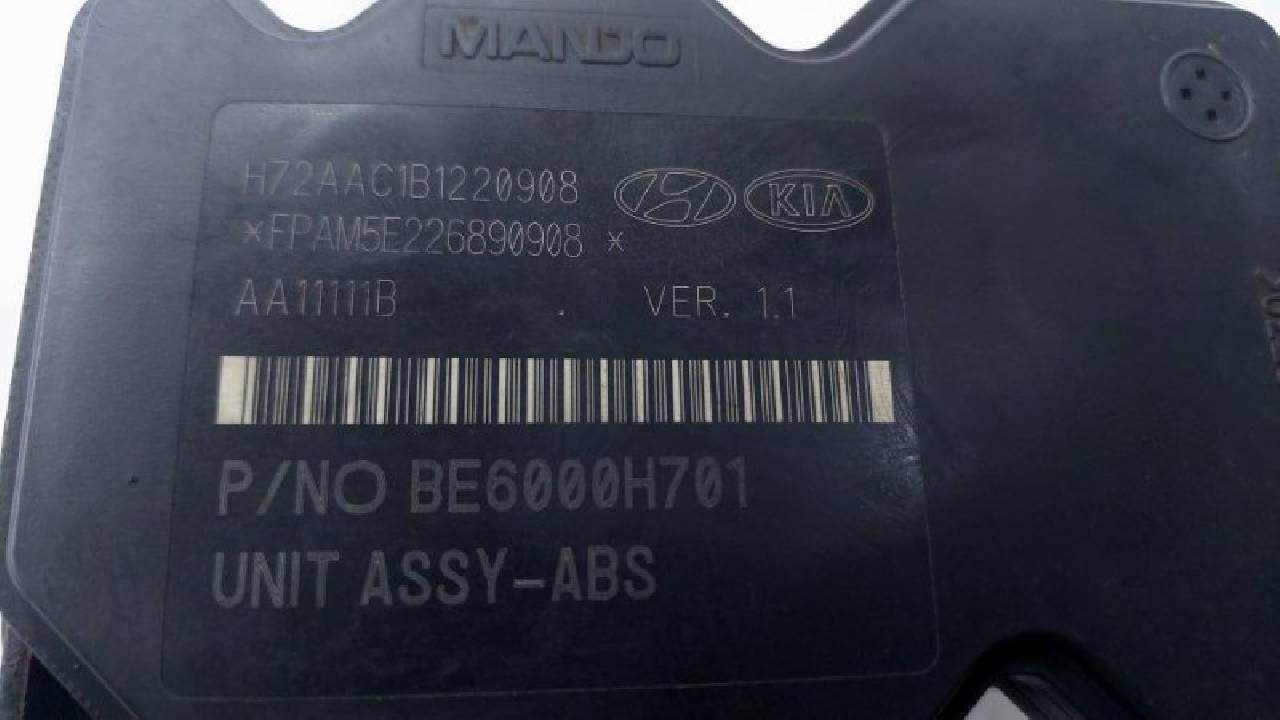 MANDO
H72AAC1B1220908
KIA
*FPAM5E226890908 *
AA11111B . VER. 1.1
P/NO BE6000H701
UNIT ASSY-ABS